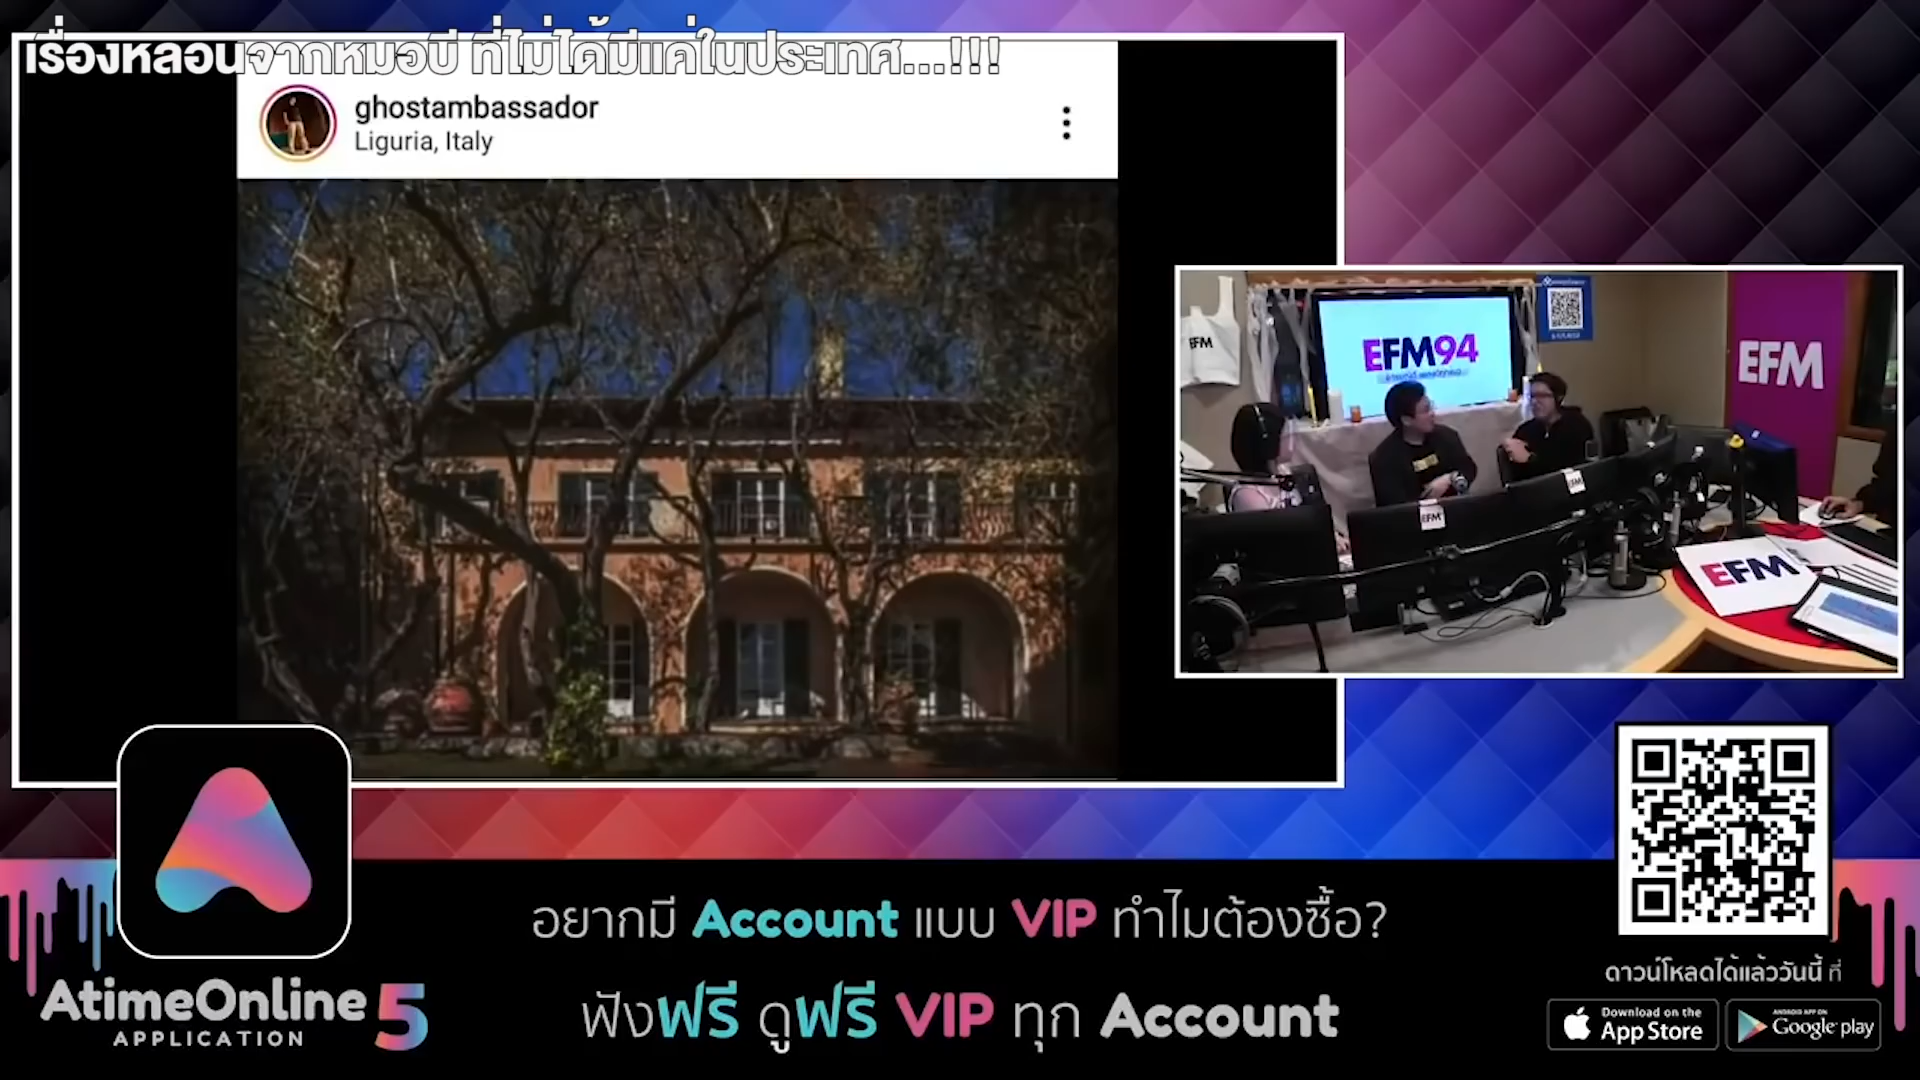 เรื่องหลอนจากหมอบี ที่ไม่ได้มีแค่ในประเทศ...!!!
ghostambassador
Liguria, Italy
EFM
EFM94
EFM
EFM
EFM
EFM
อยากมี Account แบบ VIP ทำไมต้องซื้อ?
ฟังฟรี ดูฟรี VIP ทุก Account
AtimeOnline 5
APPLICATION
ดาวน์โหลดได้แล้ววันนี้ ที่
Download on the
App Store
ANDROID APP ON
Google play